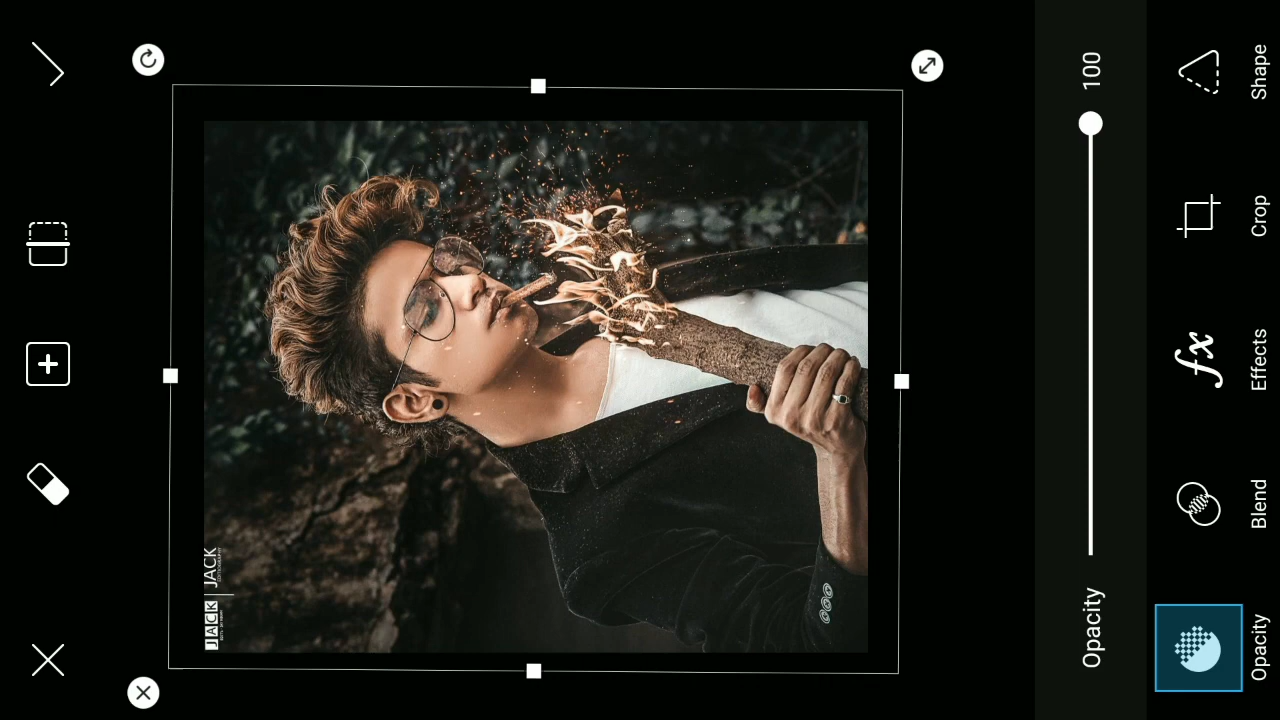 JACK | JACK
100
Opacity
Opacity
Blend
Effects
Crop
Shape